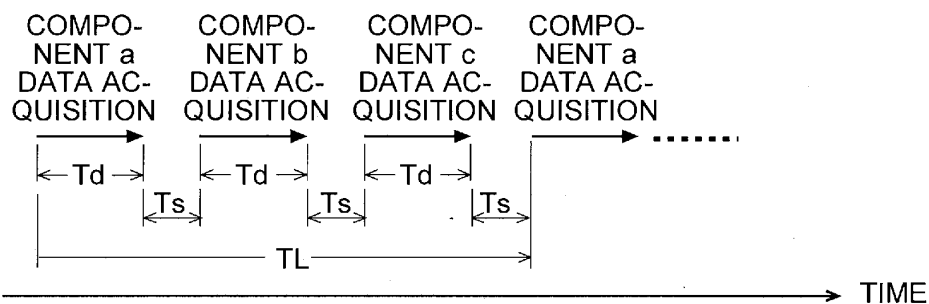 COMPO-
NENT a
DATA AC-
QUISITION
COMPO-
NENT b
DATA AC-
QUISITION
COMPO-
NENT c
DATA AC-
QUISITION
COMPO-
NENT a
DATA AC-
QUISITION
Td
Td
Td
Ts
Ts
Ts
TL
TIME